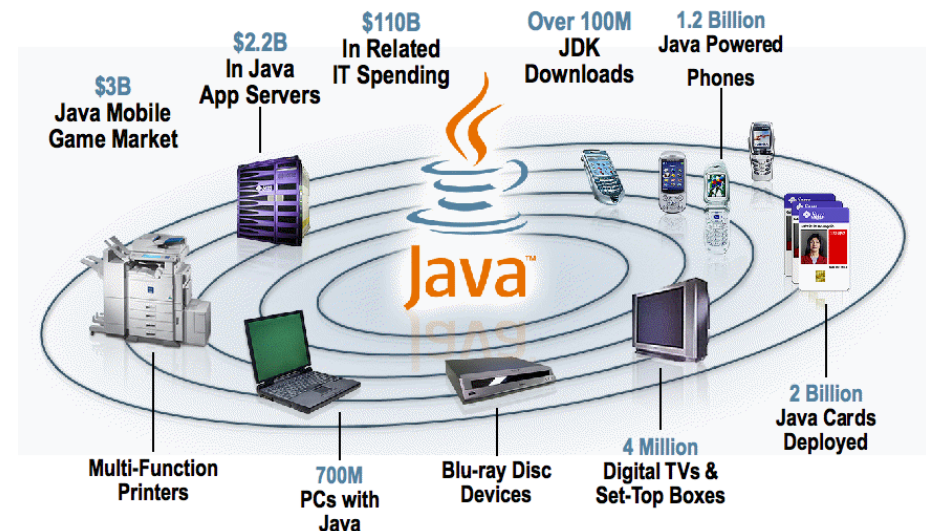 $3B
Java Mobile
Game Market
$2.2B
In Java
App Servers
$110B
In Related
IT Spending
Over 100M
JDK
Downloads
1.2 Billion
Java Powered
Phones
Java™
2 Billion
Java Cards
Deployed
Multi-Function
Printers
700M
PCs with
Java
Blu-ray Disc
Devices
4 Million
Digital TVs &
Set-Top Boxes